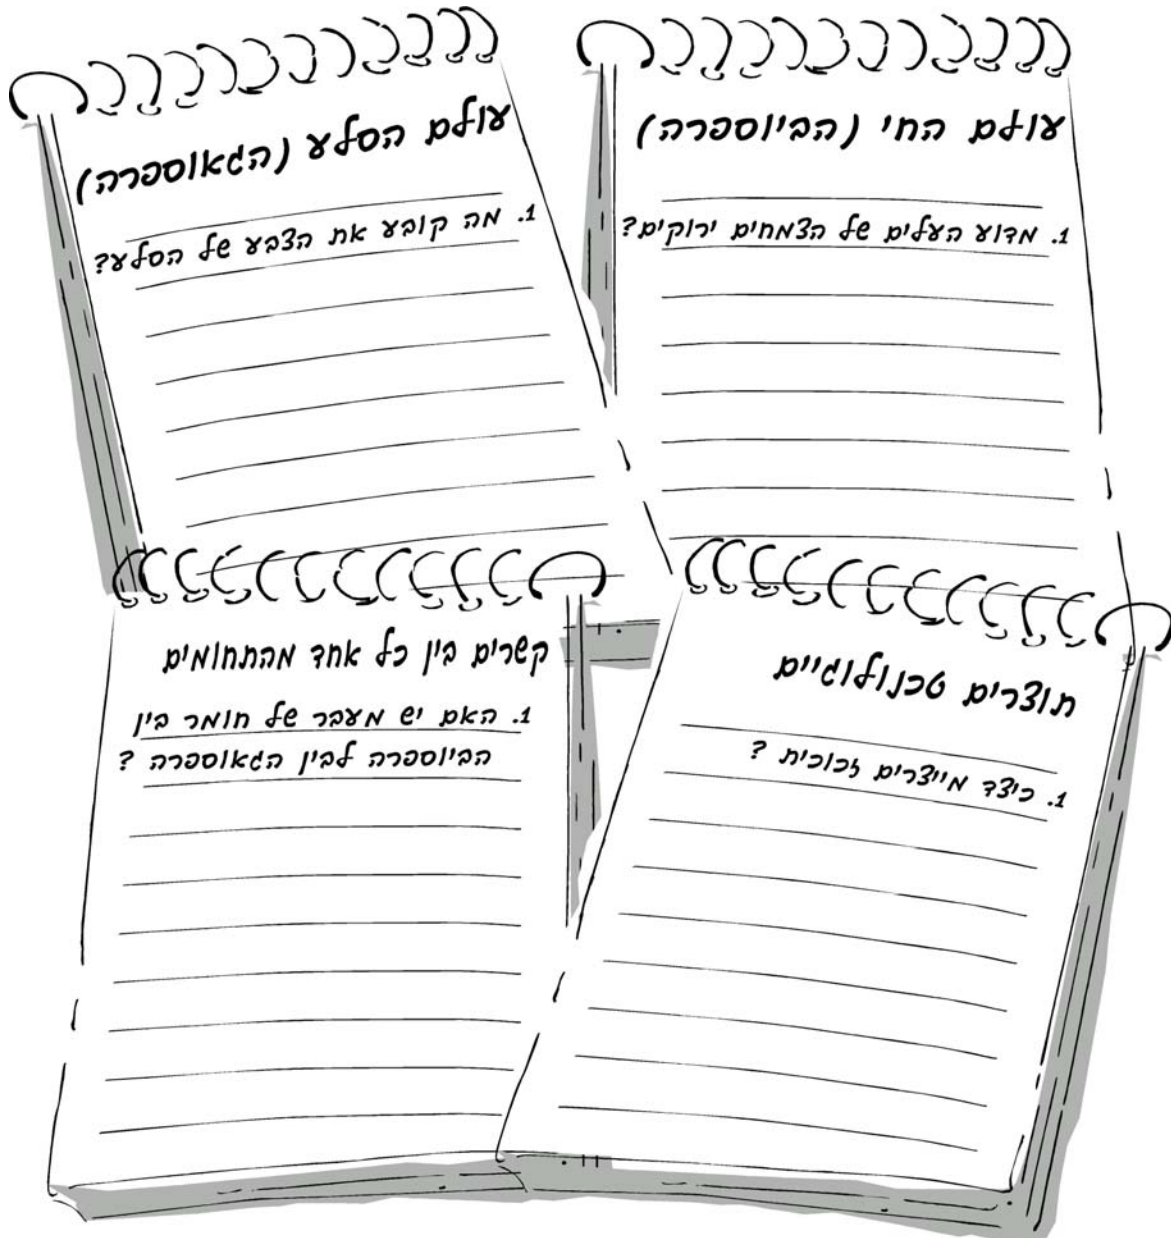 עולם החי (הביוספרה)
1. מדוע העלים של הצמחים ירוקים?
עולם הסלע (הגאוספרה)
1. מה קובע את הצבע של הסלע?
תוצרים טכנולוגיים
1. כיצד מייצרים זכוכית ?
קשרים בין כל אחד מהתחומים
1. האם יש מעבר של חומר בין
הביוספרה לבין הגאוספרה ?